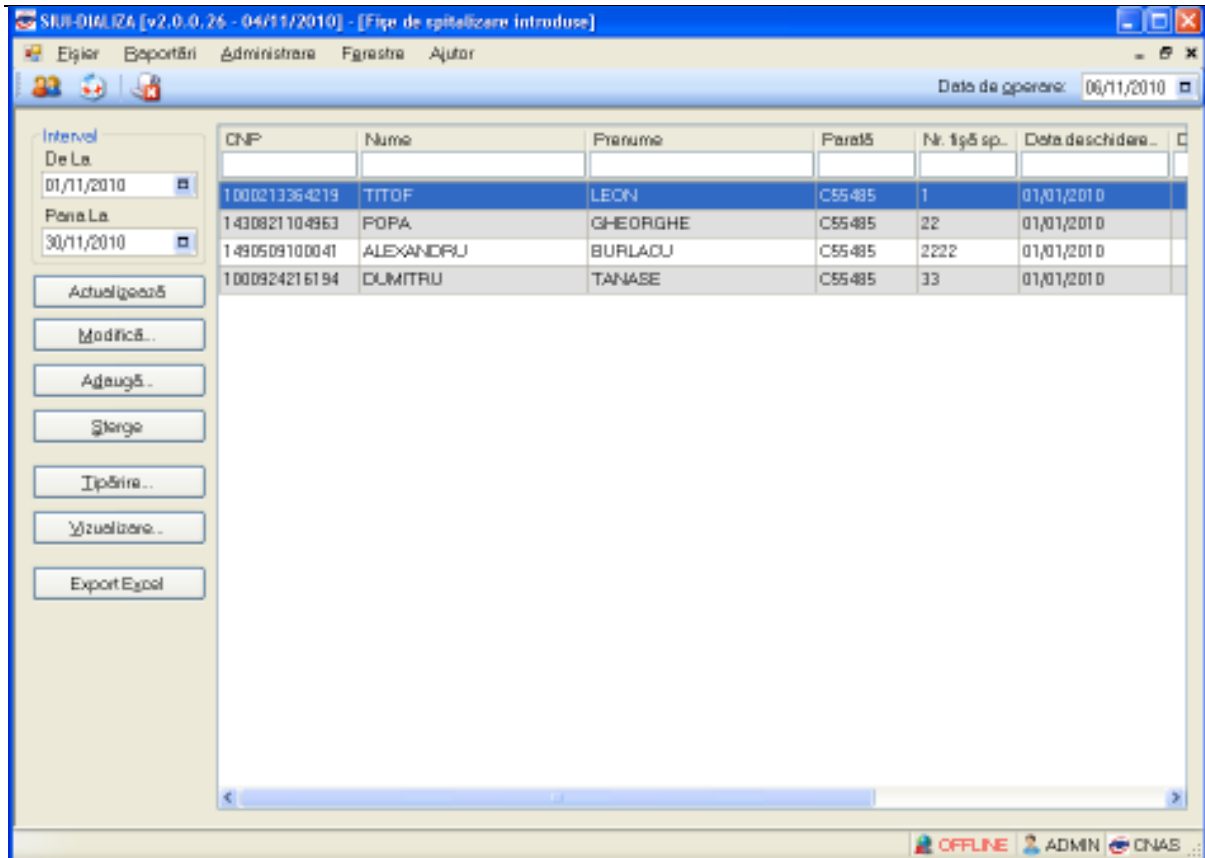 SIUI-DIALIZA [v2.0.0.26 - 04/11/2010] - [Fişe de spitalizare introduse]
Fişier Raportări Administrare Ferestre Ajutor
Data de operare: 06/11/2010
Interval
De La
01/11/2010
Pana La
30/11/2010
Actualizează
Modifică...
Adaugă...
Şterge
Tipărire...
Vizualizare...
Export Excel
CNP Nume Prenume Parafă Nr. fişă sp... Data deschidere... D
1000213364219 TITOF LEON C55485 1 01/01/2010
1430821104963 POPA GHEORGHE C55485 22 01/01/2010
1490509100041 ALEXANDRU BURLACU C55485 2222 01/01/2010
1000924216194 DUMITRU TANASE C55485 33 01/01/2010
OFFLINE ADMIN CNAS